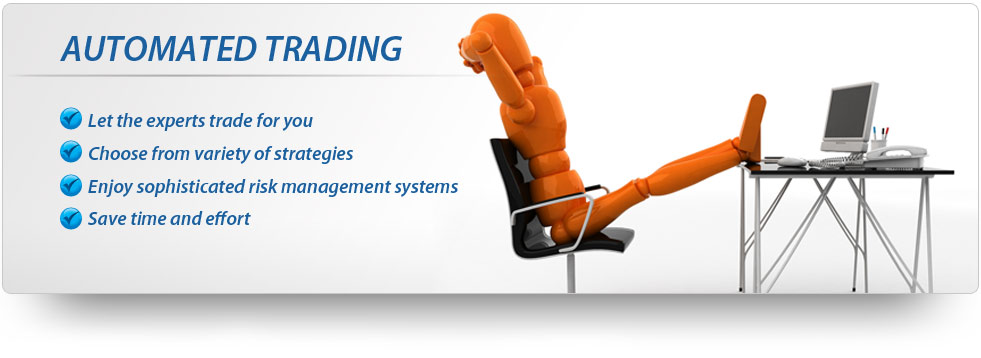 AUTOMATED TRADING
Let the experts trade for you
Choose from variety of strategies
Enjoy sophisticated risk management systems
Save time and effort